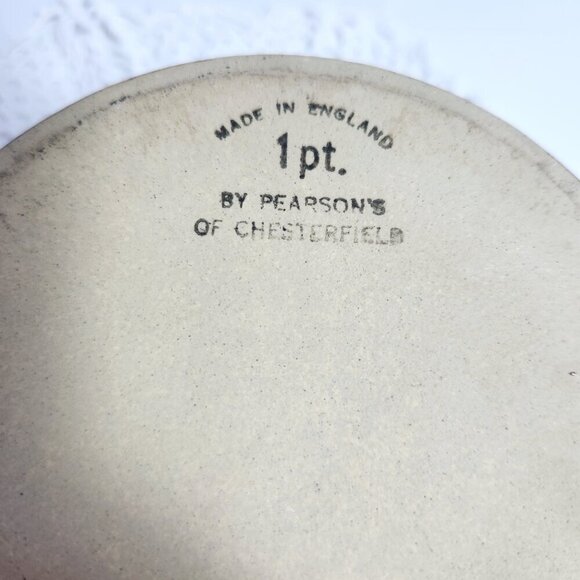 MADE IN ENGLAND
1pt.
BY PEARSON'S
OF CHESTERFIELD